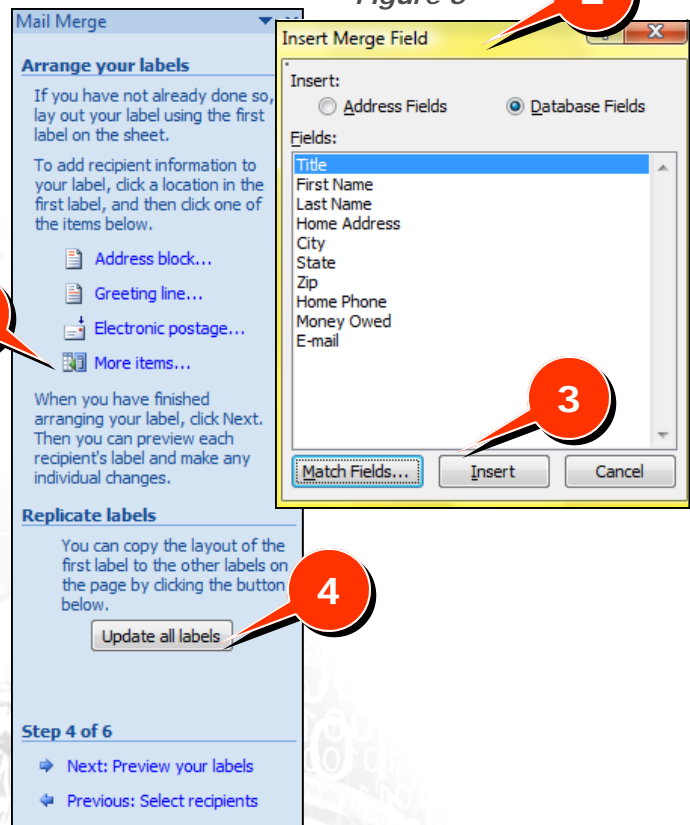 Mail Merge
Arrange your labels
If you have not already done so,
lay out your label using the first
label on the sheet.
To add recipient information to
your label, click a location in the
first label, and then click one of
the items below.
Address block...
Greeting line...
Electronic postage...
More items...
When you have finished
arranging your label, click Next.
Then you can preview each
recipient's label and make any
individual changes.
Replicate labels
You can copy the layout of the
first label to the other labels on
the page by clicking the button
below.
Update all labels
4
Step 4 of 6
Next: Preview your labels
Previous: Select recipients
Insert Merge Field
Insert:
Address Fields Database Fields
Fields:
Title
First Name
Last Name
Home Address
City
State
Zip
Home Phone
Money Owed
E-mail
3
Match Fields... Insert Cancel